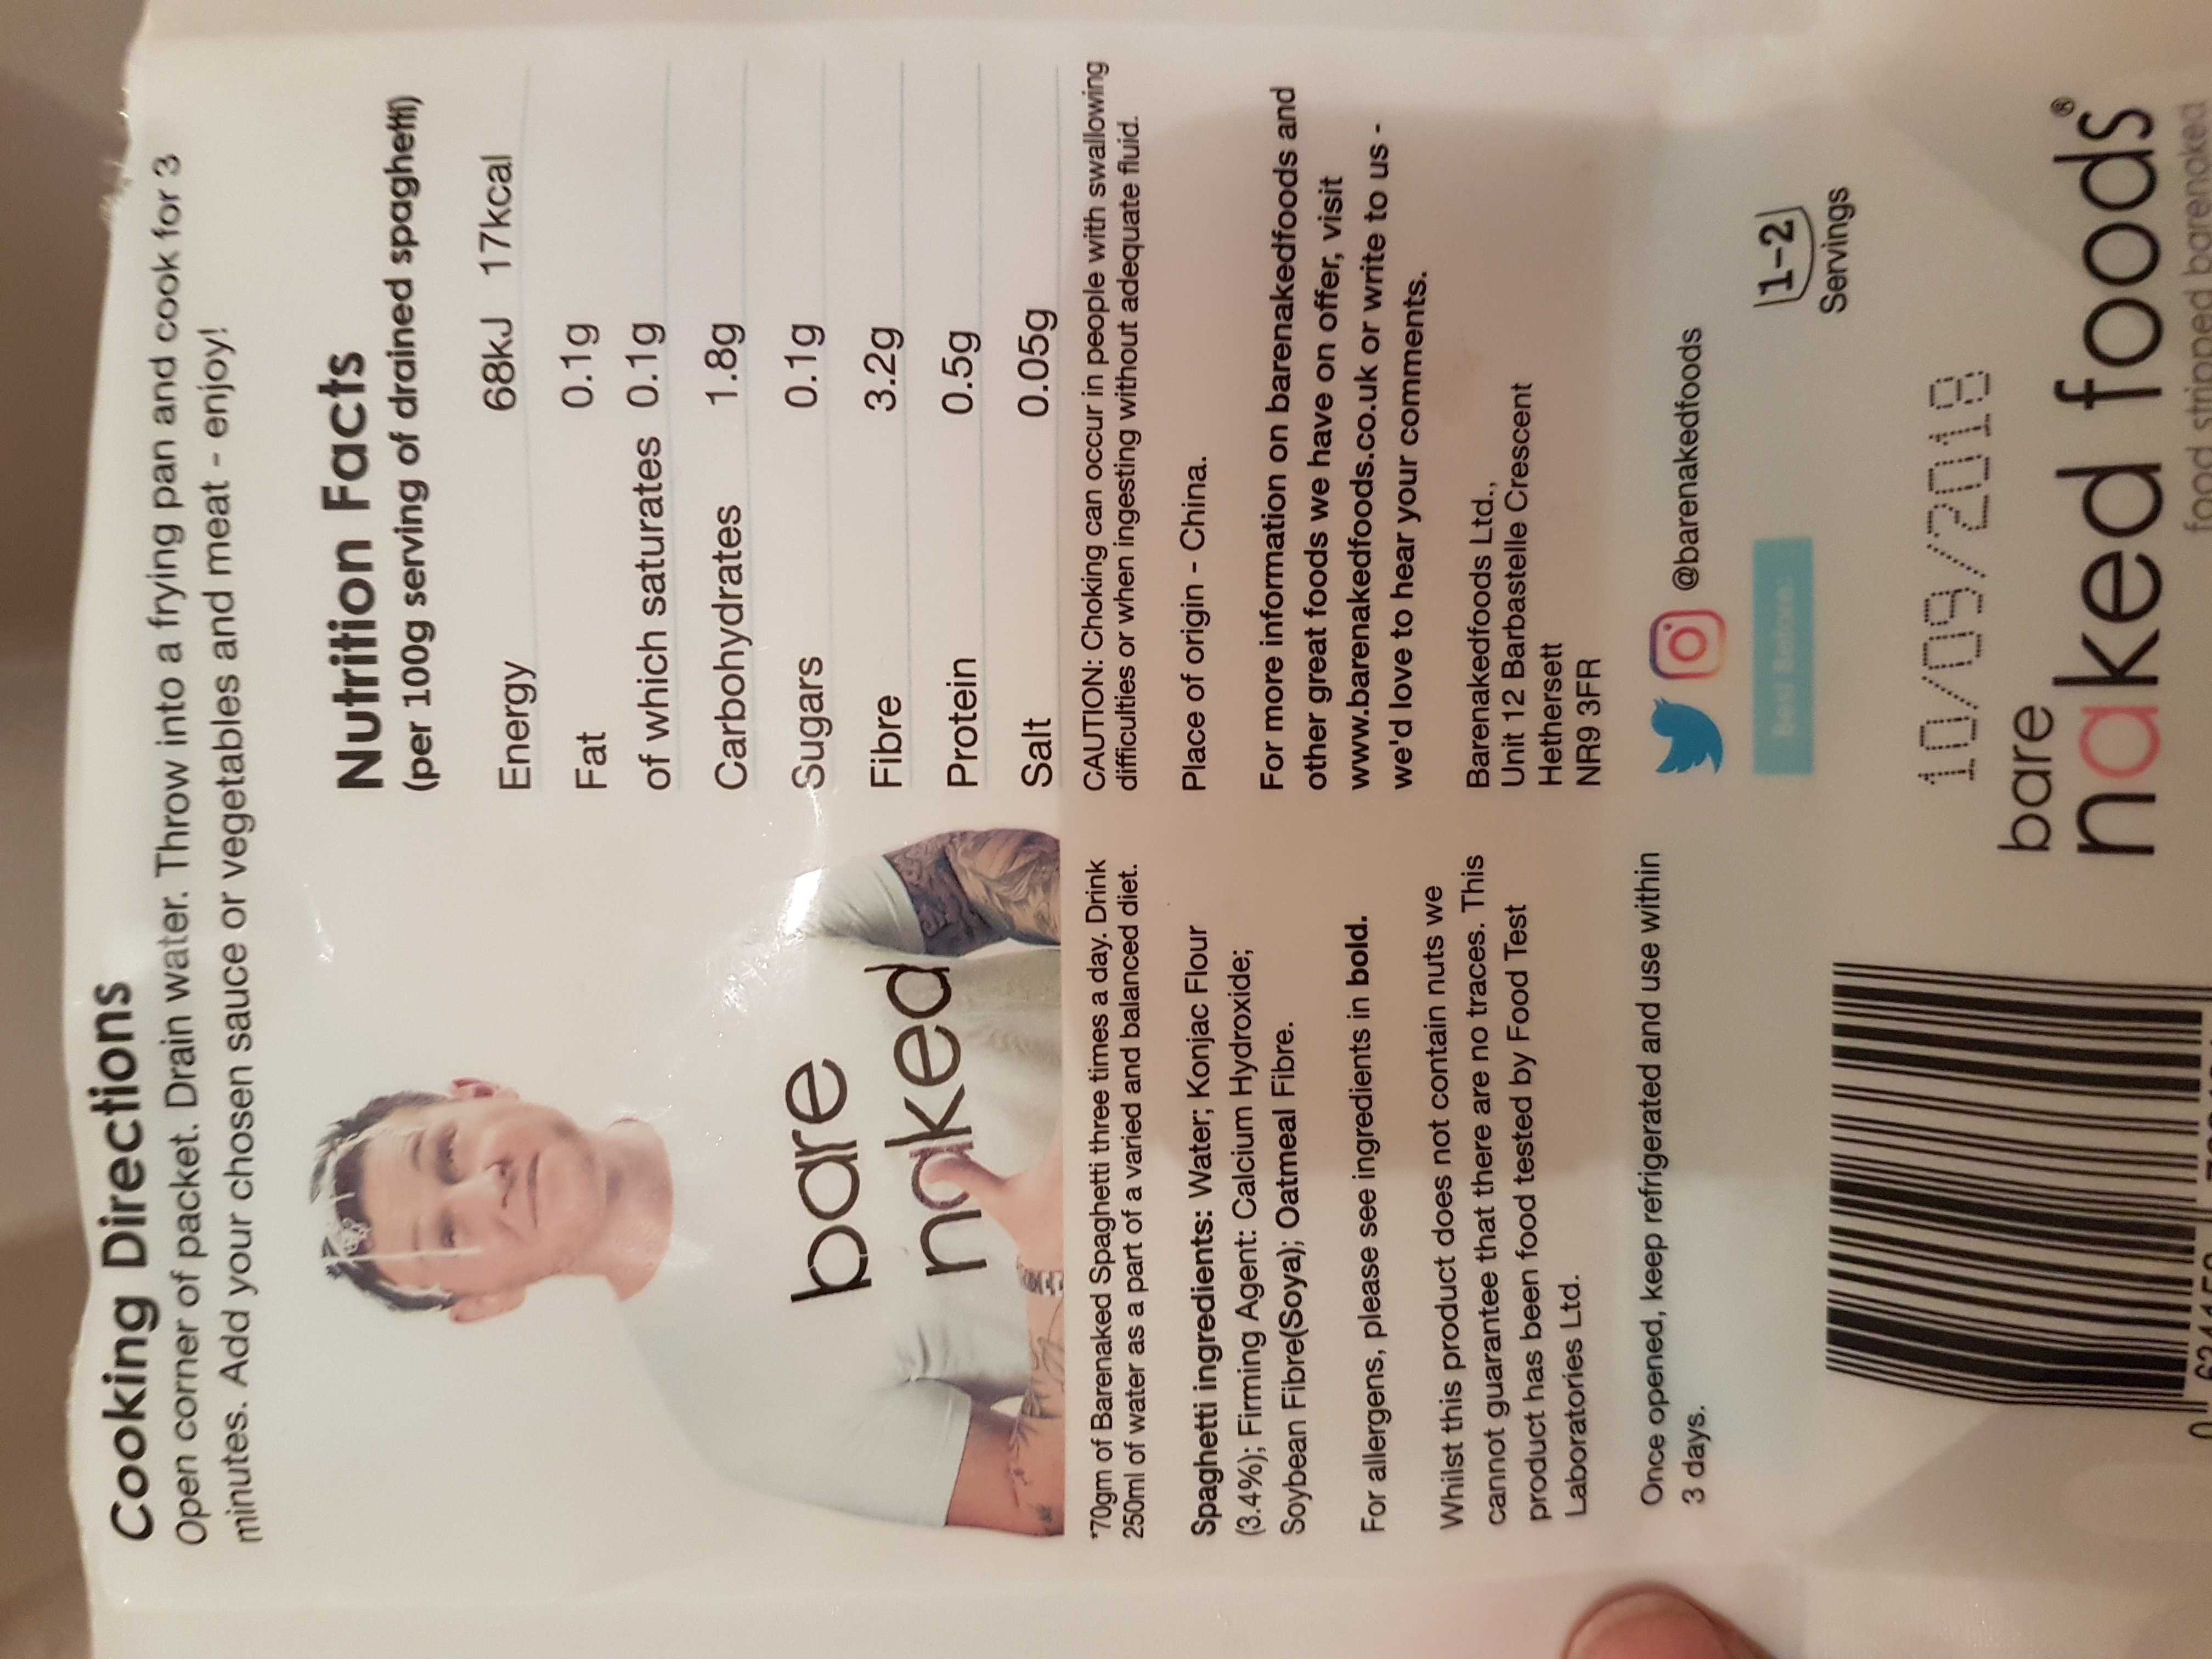 Cooking Directions
Open corner of packet. Drain water. Throw into a frying pan and cook for 3
minutes. Add your chosen sauce or vegetables and meat - enjoy!
Nutrition Facts
(per 100g serving of drained spaghetti)
Energy 68kJ 17kcal
Fat 0.1g
of which saturates 0.1g
Carbohydrates 1.8g
Sugars 0.1g
Fibre 3.2g
Protein 0.5g
Salt 0.05g
bare
naked
*70gm of Barenaked Spaghetti three times a day. Drink
250ml of water as a part of a varied and balanced diet.
Spaghetti ingredients: Water; Konjac Flour
(3.4%); Firming Agent: Calcium Hydroxide;
Soybean Fibre(Soya); Oatmeal Fibre.
For allergens, please see ingredients in bold.
Whilst this product does not contain nuts we
cannot guarantee that there are no traces. This
product has been food tested by Food Test
Laboratories Ltd.
Once opened, keep refrigerated and use within
3 days.
CAUTION: Choking can occur in people with swallowing
difficulties or when ingesting without adequate fluid.
Place of origin - China.
For more information on barenakedfoods and
other great foods we have on offer, visit
www.barenakedfoods.co.uk or write to us -
we'd love to hear your comments.
Barenakedfoods Ltd.,
Unit 12 Barbastelle Crescent
Hethersett
NR9 3FR
@barenakedfoods
Best Before
1-2
Servings
10/09/2018
bare
naked foods®
food stripped barenaked